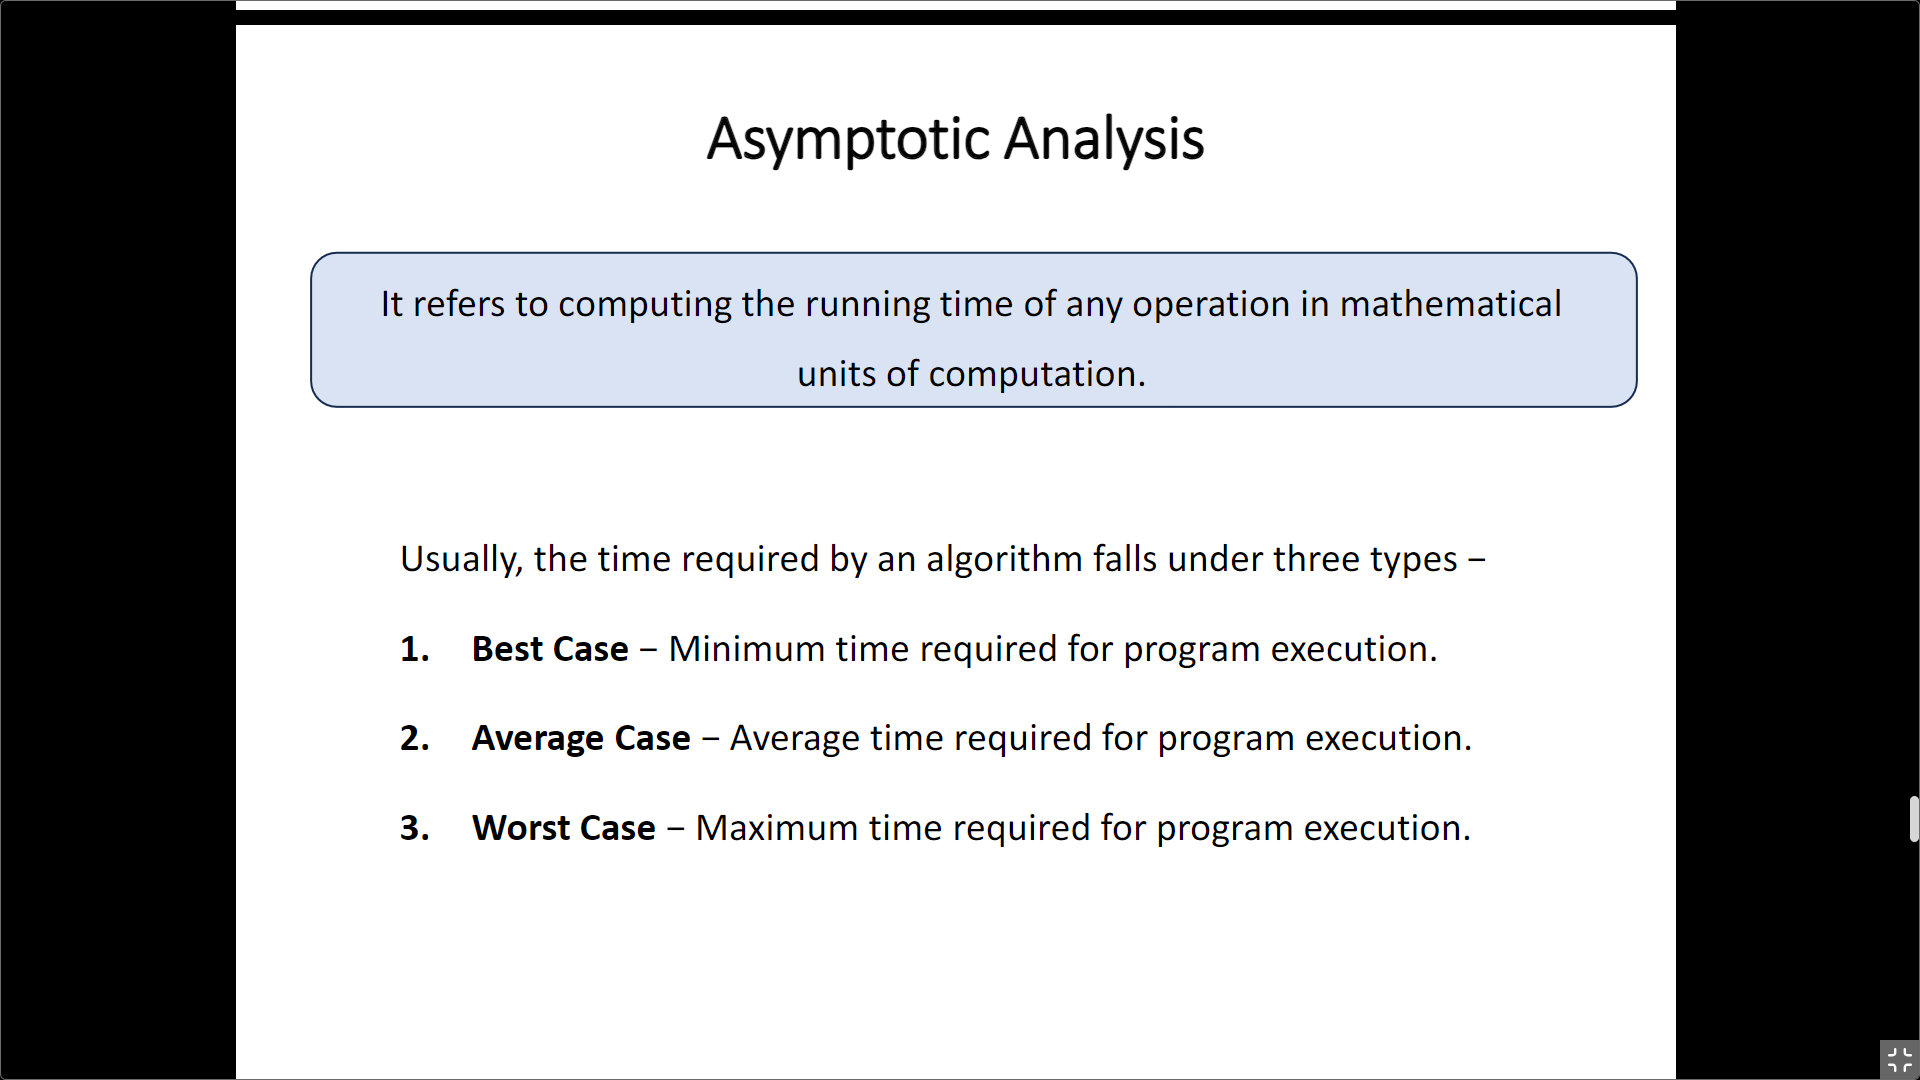 Asymptotic Analysis
It refers to computing the running time of any operation in mathematical
units of computation.
Usually, the time required by an algorithm falls under three types −
1. Best Case − Minimum time required for program execution.
2. Average Case − Average time required for program execution.
3. Worst Case − Maximum time required for program execution.